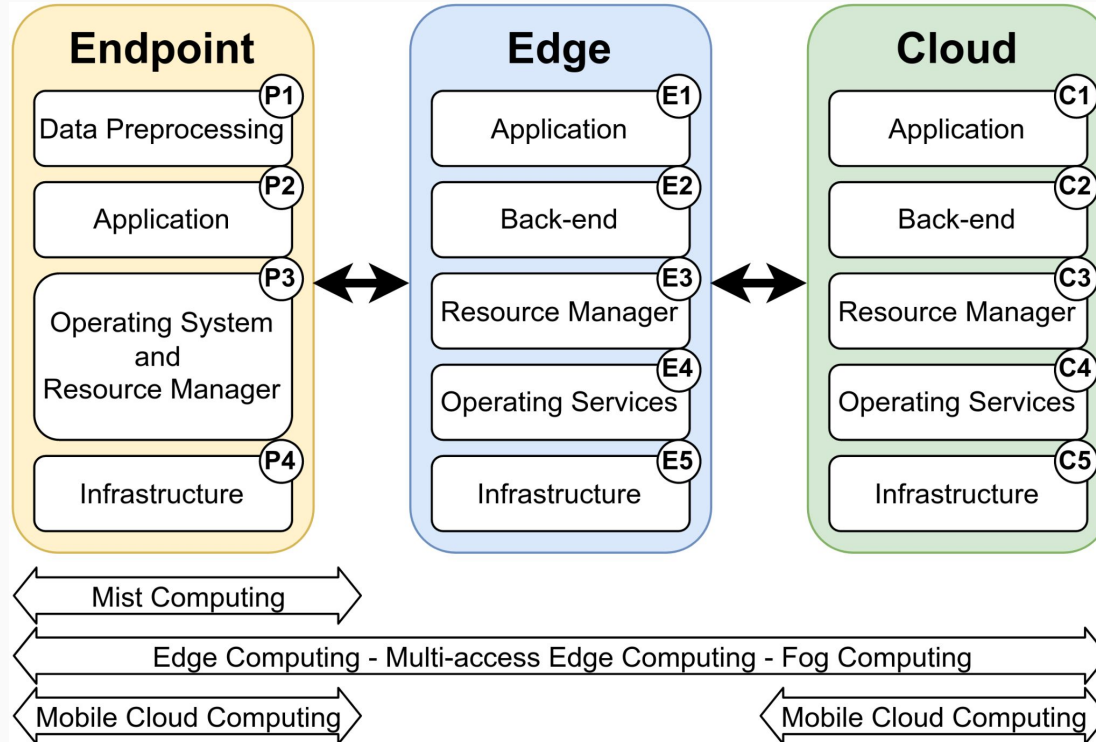 Endpoint
P1
Data Preprocessing
P2
Application
P3
Operating System
and
Resource Manager
P4
Infrastructure
Edge
E1
Application
E2
Back-end
E3
Resource Manager
E4
Operating Services
E5
Infrastructure
Cloud
C1
Application
C2
Back-end
C3
Resource Manager
C4
Operating Services
C5
Infrastructure
Mist Computing
Edge Computing - Multi-access Edge Computing - Fog Computing
Mobile Cloud Computing
Mobile Cloud Computing